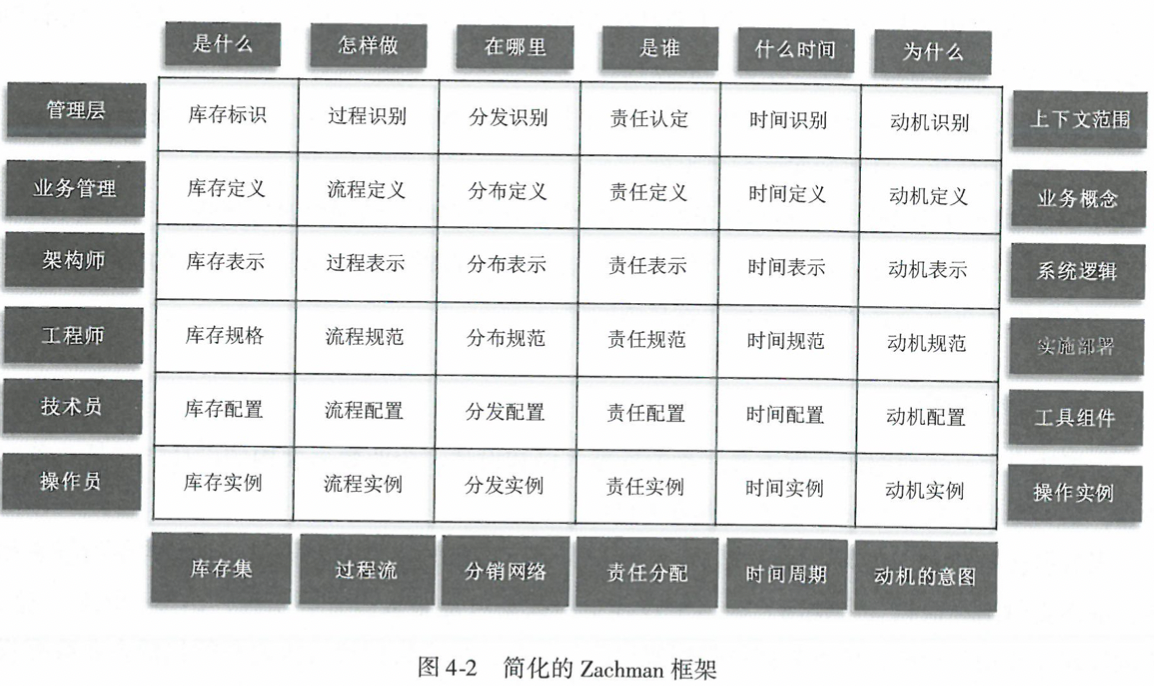 是什么 怎样做 在哪里 是谁 什么时间 为什么
管理层 库存标识 过程识别 分发识别 责任认定 时间识别 动机识别 上下文范围
业务管理 库存定义 流程定义 分布定义 责任定义 时间定义 动机定义 业务概念
架构师 库存表示 过程表示 分布表示 责任表示 时间表示 动机表示 系统逻辑
工程师 库存规格 流程规范 分布规范 责任规范 时间规范 动机规范 实施部署
技术员 库存配置 流程配置 分发配置 责任配置 时间配置 动机配置 工具组件
操作员 库存实例 流程实例 分发实例 责任实例 时间实例 动机实例 操作实例
库存集 过程流 分销网络 责任分配 时间周期 动机的意图
图 4-2 简化的 Zachman 框架